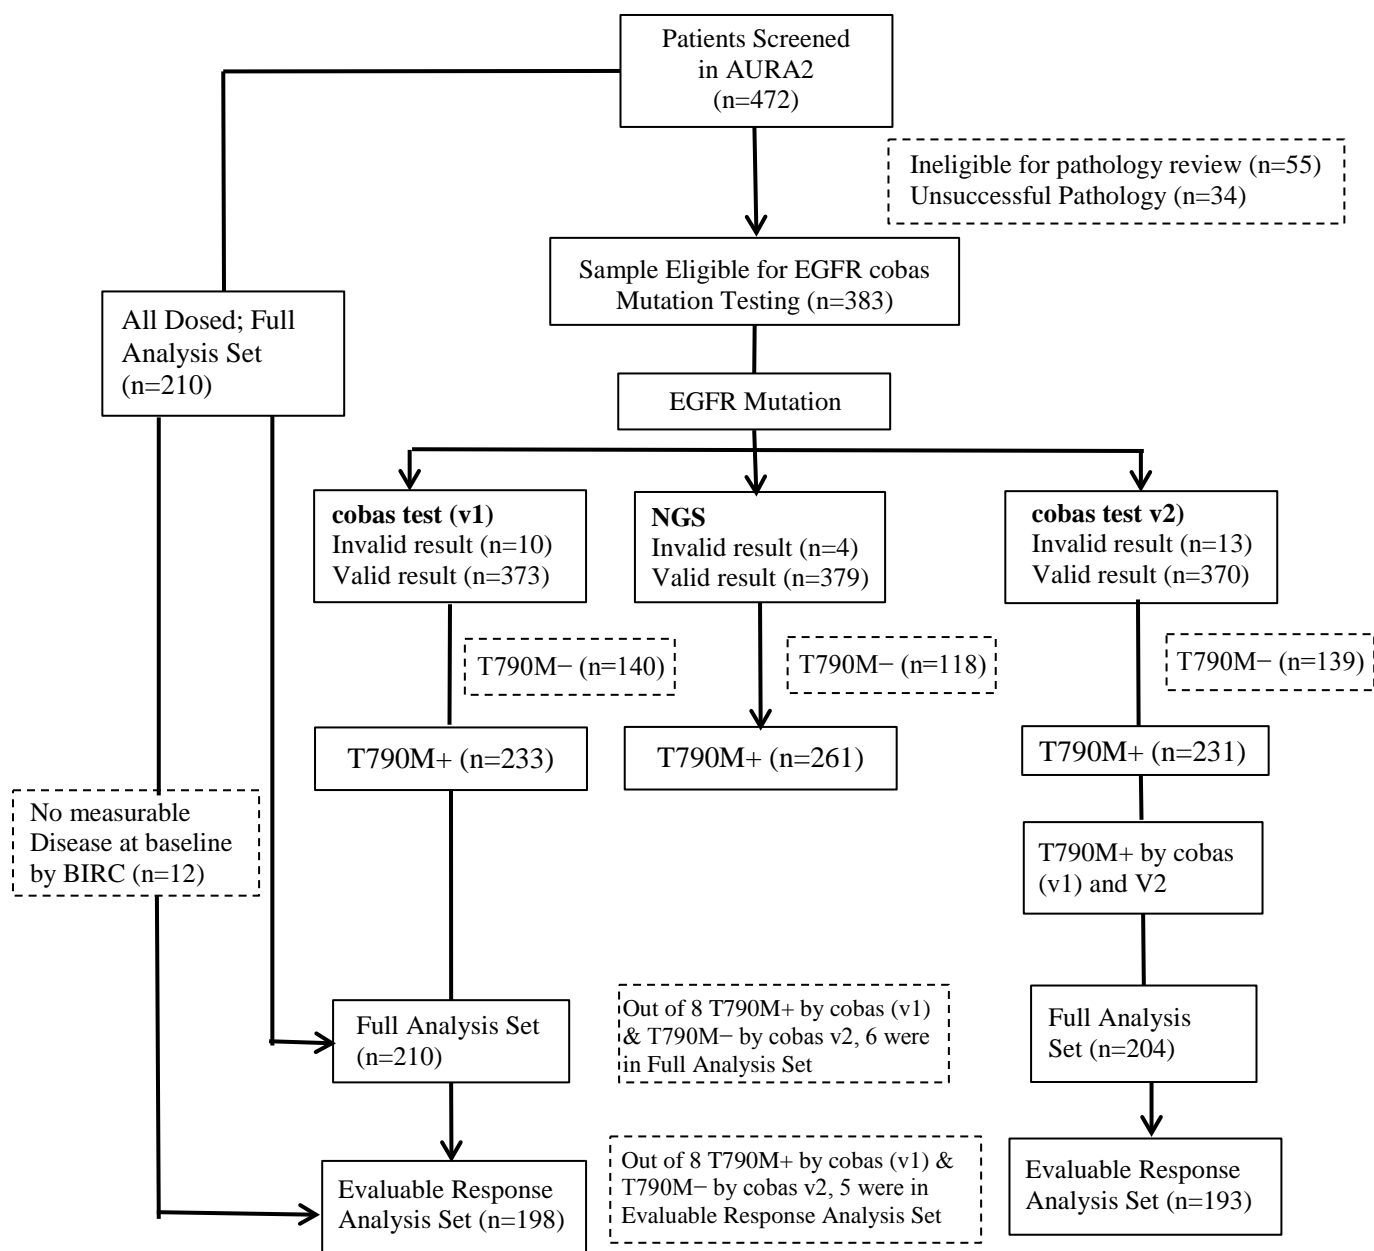 Patients Screened
in AURA2
(n=472)
Ineligible for pathology review (n=55)
Unsuccessful Pathology (n=34)
Sample Eligible for EGFR cobas
Mutation Testing (n=383)
All Dosed; Full
Analysis Set
(n=210)
EGFR Mutation
cobas test (v1)
Invalid result (n=10)
Valid result (n=373)
NGS
Invalid result (n=4)
Valid result (n=379)
cobas test v2)
Invalid result (n=13)
Valid result (n=370)
T790M− (n=140)
T790M− (n=118)
T790M− (n=139)
T790M+ (n=233)
T790M+ (n=261)
T790M+ (n=231)
No measurable
Disease at baseline
by BIRC (n=12)
T790M+ by cobas
(v1) and V2
Full Analysis Set
(n=210)
Out of 8 T790M+ by cobas (v1)
& T790M− by cobas v2, 6 were
in Full Analysis Set
Full Analysis
Set (n=204)
Evaluable Response
Analysis Set (n=198)
Out of 8 T790M+ by cobas (v1) &
T790M− by cobas v2, 5 were in
Evaluable Response Analysis Set
Evaluable Response
Analysis Set (n=193)